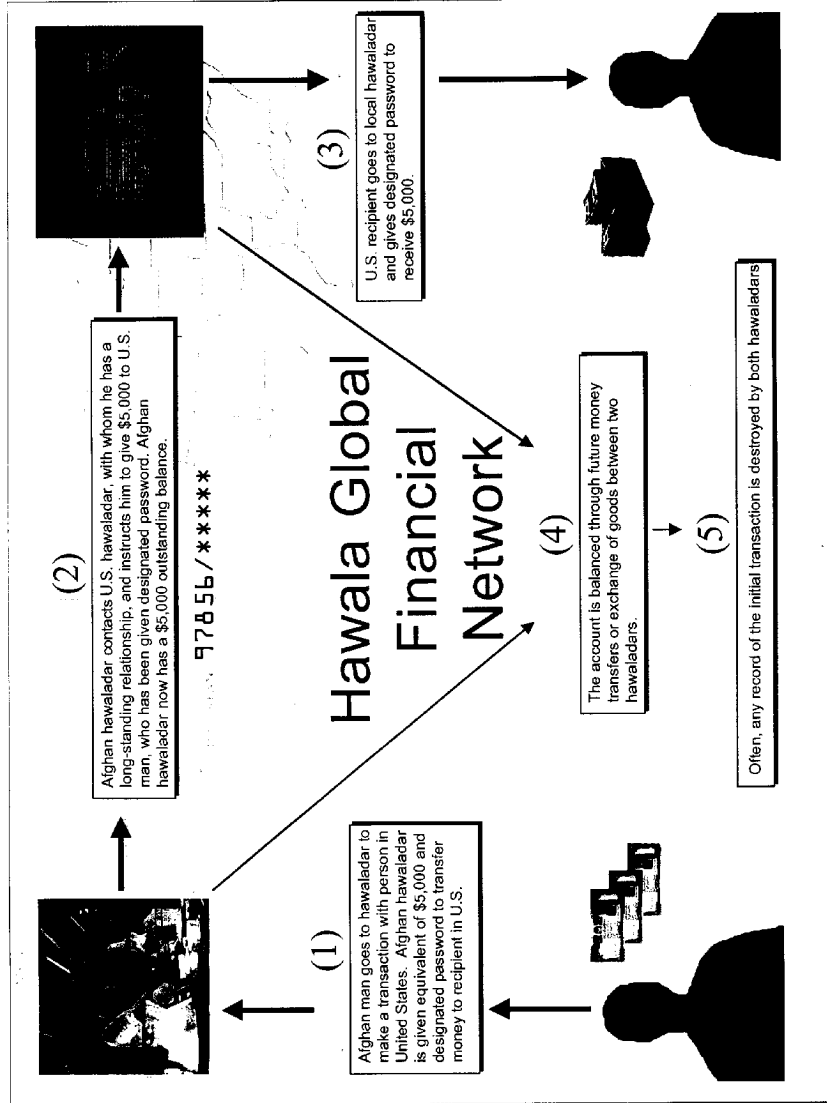 (2)
Afghan hawaladar contacts U.S. hawaladar, with whom he has a
long-standing relationship, and instructs him to give $5,000 to U.S.
man, who has been given designated password. Afghan
hawaladar now has a $5,000 outstanding balance.
97856/*****
(1)
Afghan man goes to hawaladar to
make a transaction with person in
United States. Afghan hawaladar
is given equivalent of $5,000 and
designated password to transfer
money to recipient in U.S.
Hawala Global
Financial
Network
(3)
U.S. recipient goes to local hawaladar
and gives designated password to
receive $5,000.
(4)
The account is balanced through future money
transfers or exchange of goods between two
hawaladars.
(5)
Often, any record of the initial transaction is destroyed by both hawaladars